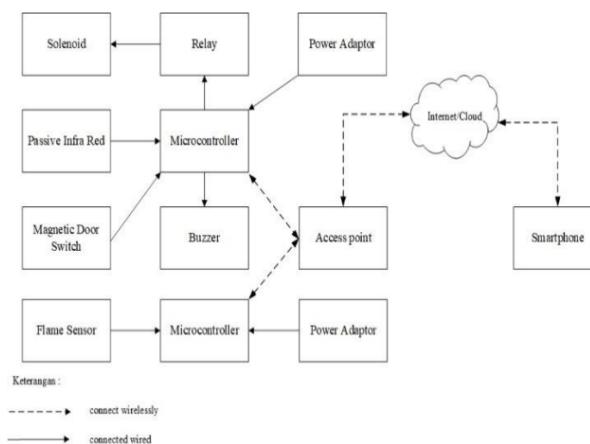 Solenoid
Relay
Power Adaptor
Internet/Cloud
Passive Infra Red
Microcontroller
Magnetic Door
Switch
Buzzer
Access point
Smartphone
Flame Sensor
Microcontroller
Power Adaptor
Keterangan :
connect wirelessly
connected wired